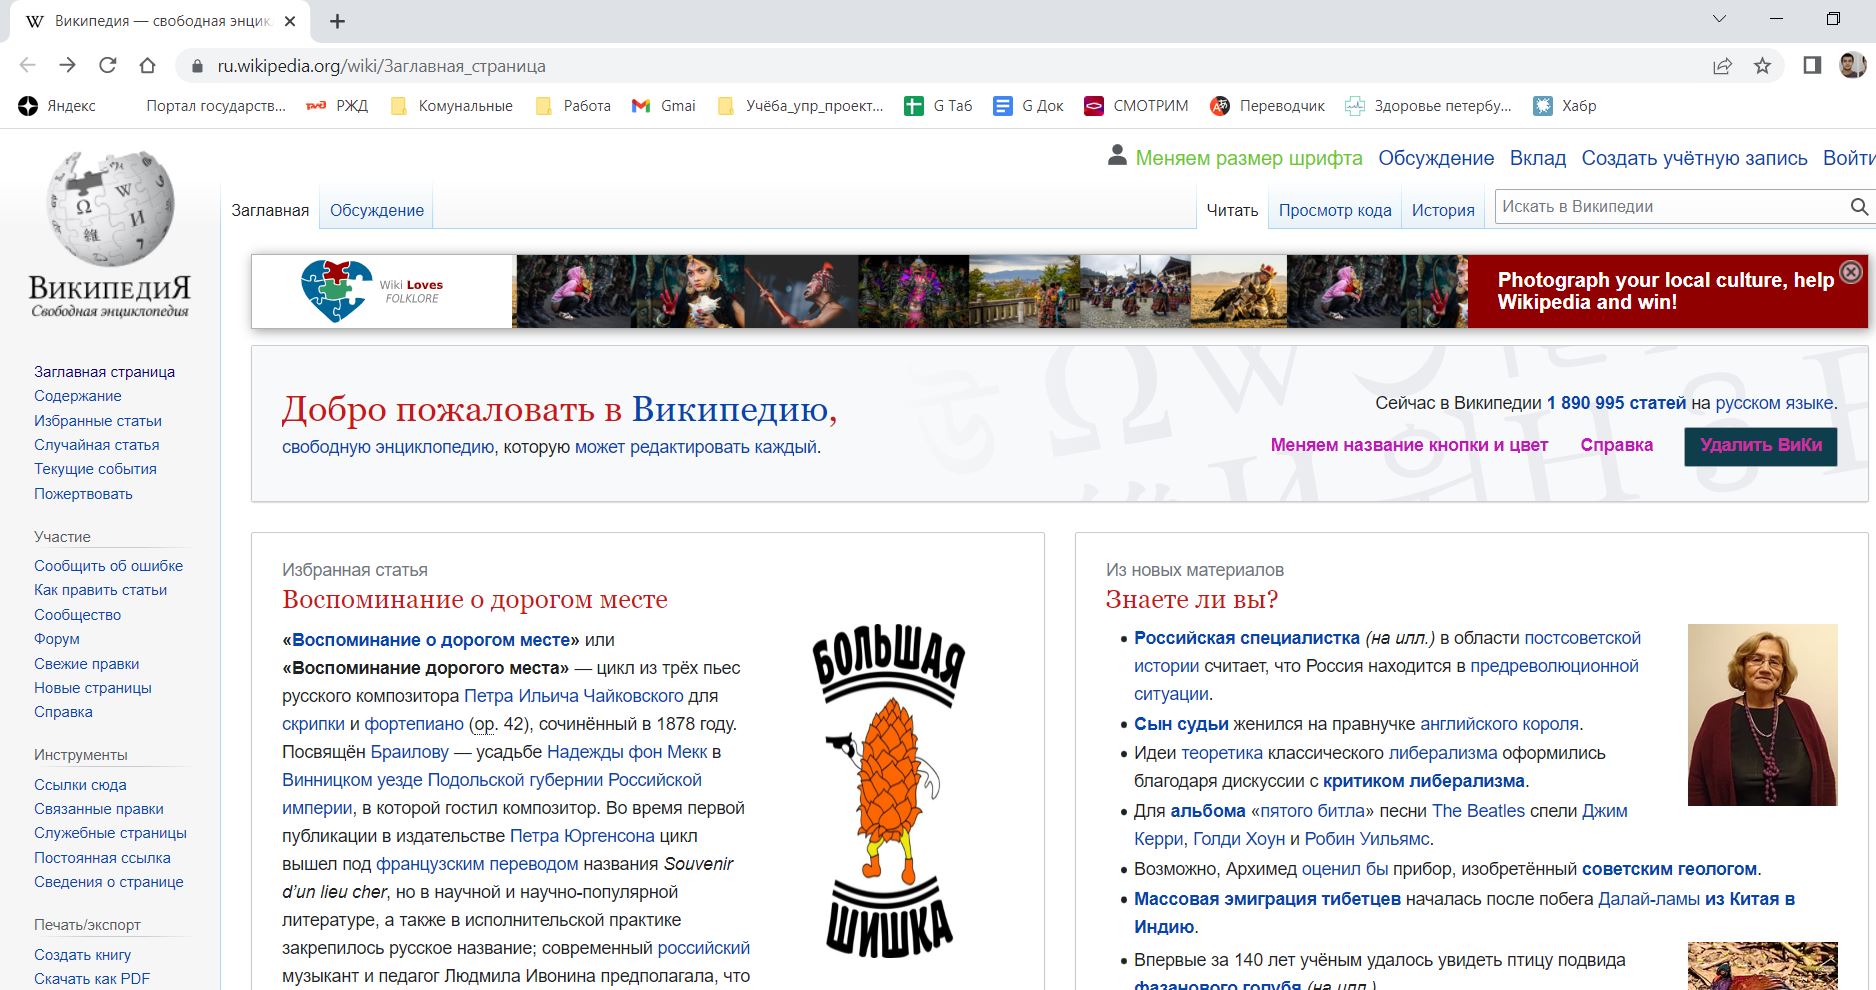 Википедия — свободная энцик
ru.wikipedia.org/wiki/Заглавная_страница
Яндекс
Портал государств...
РЖД
Комунальные
Работа
Gmai
Учёба_упр_проект...
G Таб
G Док
СМОТРИМ
Переводчик
Здоровье петербу...
Хабр
Меняем размер шрифта Обсуждение Вклад Создать учётную запись Войти
ВикипедиЯ
Свободная энциклопедия
Заглавная Обсуждение
Читать Просмотр кода История
Искать в Википедии
Wiki Loves
FOLKLORE
Photograph your local culture, help
Wikipedia and win!
Заглавная страница
Содержание
Избранные статьи
Случайная статья
Текущие события
Пожертвовать
Участие
Сообщить об ошибке
Как править статьи
Сообщество
Форум
Свежие правки
Новые страницы
Справка
Инструменты
Ссылки сюда
Связанные правки
Служебные страницы
Постоянная ссылка
Сведения о странице
Печать/экспорт
Создать книгу
Скачать как PDF
Добро пожаловать в Википедию,
свободную энциклопедию, которую может редактировать каждый.
Сейчас в Википедии 1 890 995 статей на русском языке.
Меняем название кнопки и цвет Справка Удалить ВиКи
Избранная статья
Воспоминание о дорогом месте
«Воспоминание о дорогом месте» или
«Воспоминание дорогого места» — цикл из трёх пьес
русского композитора Петра Ильича Чайковского для
скрипки и фортепиано (op. 42), сочинённый в 1878 году.
Посвящён Браилову — усадьбе Надежды фон Мекк в
Винницком уезде Подольской губернии Российской
империи, в которой гостил композитор. Во время первой
публикации в издательстве Петра Юргенсона цикл
вышел под французским переводом названия Souvenir
d’un lieu cher, но в научной и научно-популярной
литературе, а также в исполнительской практике
закрепилось русское название; современный российский
музыкант и педагог Людмила Ивонина предполагала, что
БОЛЬШАЯ
ШИШКА
Из новых материалов
Знаете ли вы?
Российская специалистка (на илл.) в области постсоветской
истории считает, что Россия находится в предреволюционной
ситуации.
Сын судьи женился на правнучке английского короля.
Идеи теоретика классического либерализма оформились
благодаря дискуссии с критиком либерализма.
Для альбома «пятого битла» песни The Beatles спели Джим
Керри, Голди Хоун и Робин Уильямс.
Возможно, Архимед оценил бы прибор, изобретённый советским геологом.
Массовая эмиграция тибетцев началась после побега Далай-ламы из Китая в
Индию.
Впервые за 140 лет учёным удалось увидеть птицу подвида
фазанового голубя (на илл.)